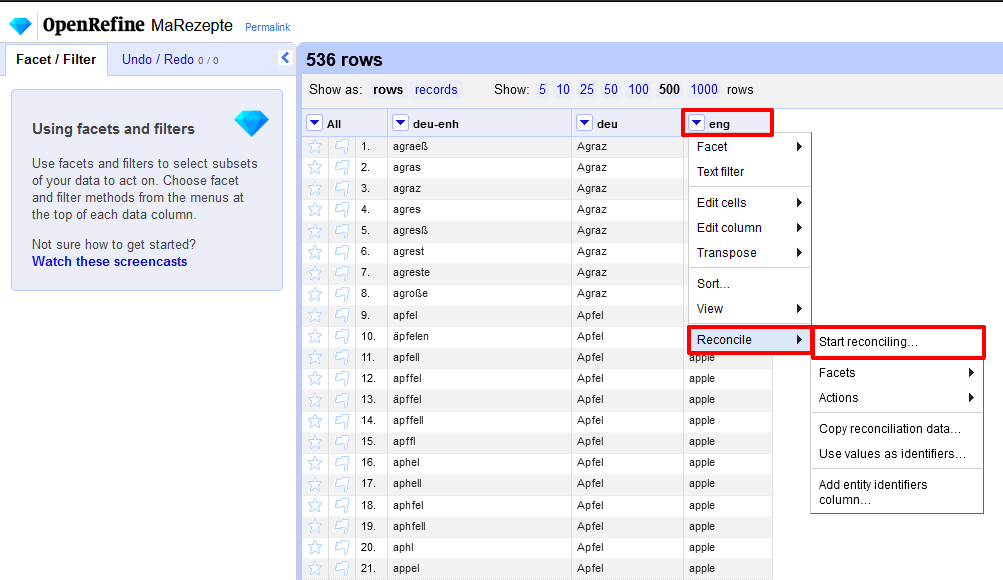 OpenRefine MaRezepte Permalink
Facet / Filter Undo / Redo 0 / 0
Using facets and filters
Use facets and filters to select subsets
of your data to act on. Choose facet
and filter methods from the menus at
the top of each data column.
Not sure how to get started?
Watch these screencasts
536 rows
Show as: rows records Show: 5 10 25 50 100 500 1000 rows
All deu-enh deu eng
1. agraeß Agraz
2. agras Agraz
3. agraz Agraz
4. agres Agraz
5. agresß Agraz
6. agrest Agraz
7. agreste Agraz
8. agroße Agraz
9. apfel Apfel
10. äpfelen Apfel
11. apfell Apfel apple
12. apffel Apfel apple
13. äpffel Apfel apple
14. apffell Apfel apple
15. apffl Apfel apple
16. aphel Apfel apple
17. aphell Apfel apple
18. aphfel Apfel apple
19. aphfell Apfel apple
20. aphl Apfel apple
21. appel Apfel apple
Facet
Text filter
Edit cells
Edit column
Transpose
Sort...
View
Reconcile
Start reconciling...
Facets
Actions
Copy reconciliation data...
Use values as identifiers...
Add entity identifiers
column...